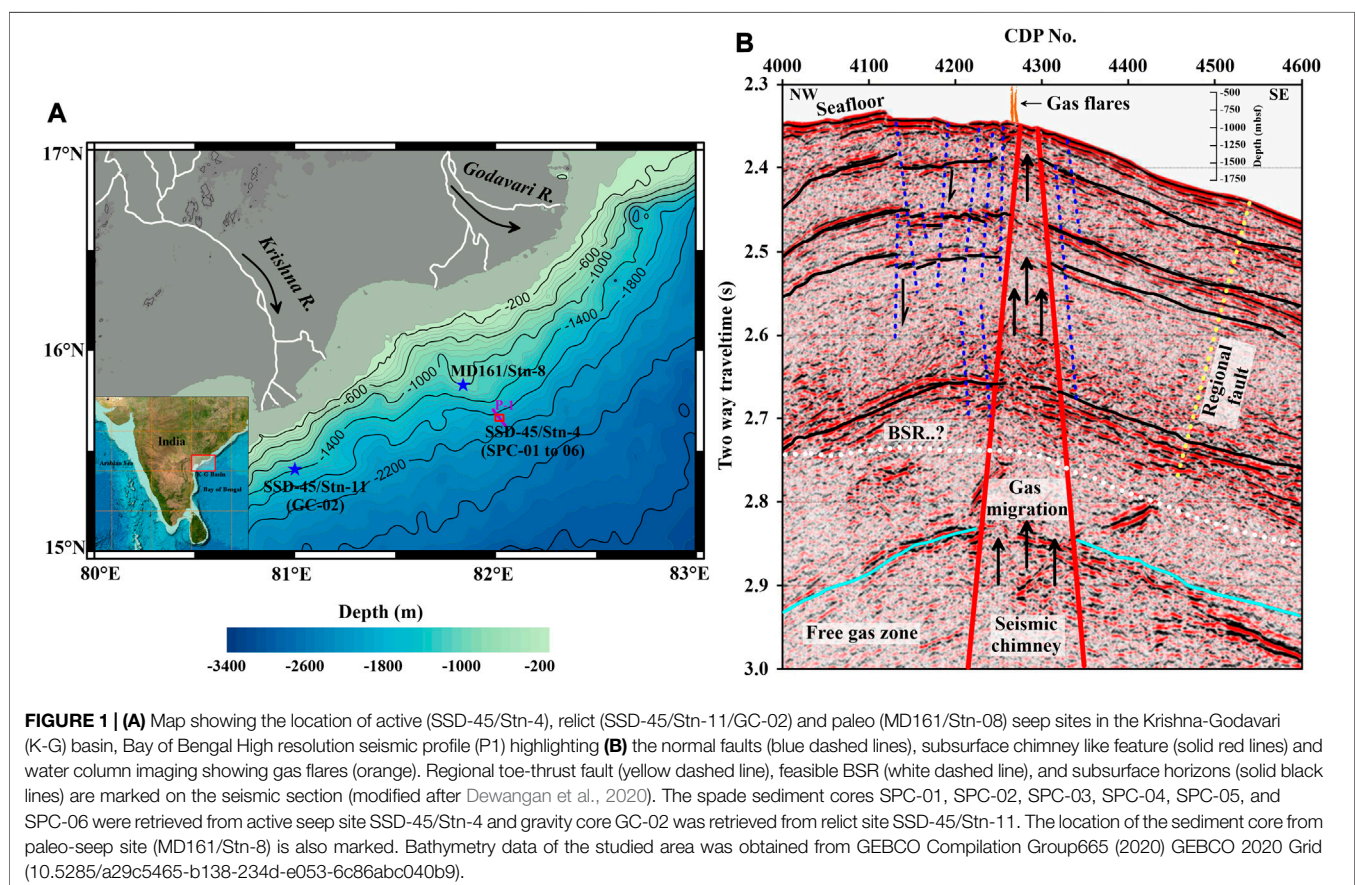 A
17°N
16°N
15°N
80°E
81°E
82°E
83°E
Godavari R.
Krishna R.
-200
-600
-1000
-1400
-1800
-600
-1000
-1400
-2200
-600
-1400
MD161/Stn-8
P-1
SSD-45/Stn-4
(SPC-01 to 06)
SSD-45/Stn-11
(GC-02)
India
Arabian Sea
K-G Basin
Bay of Bengal
Depth (m)
-3400 -2600 -1800 -1000 -200
B
CDP No.
4000 4100 4200 4300 4400 4500 4600
NW
SE
Seafloor
Gas flares
-500
-750
-1000
-1250
-1500
-1750
Depth (mbsf)
Two way traveltime (s)
2.3
2.4
2.5
2.6
2.7
2.8
2.9
3.0
Regional
fault
BSR..?
Gas
migration
Free gas zone
Seismic
chimney
FIGURE 1 | (A) Map showing the location of active (SSD-45/Stn-4), relict (SSD-45/Stn-11/GC-02) and paleo (MD161/Stn-08) seep sites in the Krishna-Godavari
(K-G) basin, Bay of Bengal High resolution seismic profile (P1) highlighting (B) the normal faults (blue dashed lines), subsurface chimney like feature (solid red lines) and
water column imaging showing gas flares (orange). Regional toe-thrust fault (yellow dashed line), feasible BSR (white dashed line), and subsurface horizons (solid black
lines) are marked on the seismic section (modified after Dewangan et al., 2020). The spade sediment cores SPC-01, SPC-02, SPC-03, SPC-04, SPC-05, and
SPC-06 were retrieved from active seep site SSD-45/Stn-4 and gravity core GC-02 was retrieved from relict site SSD-45/Stn-11. The location of the sediment core from
paleo-seep site (MD161/Stn-8) is also marked. Bathymetry data of the studied area was obtained from GEBCO Compilation Group665 (2020) GEBCO 2020 Grid
(10.5285/a29c5465-b138-234d-e053-6c86abc040b9).